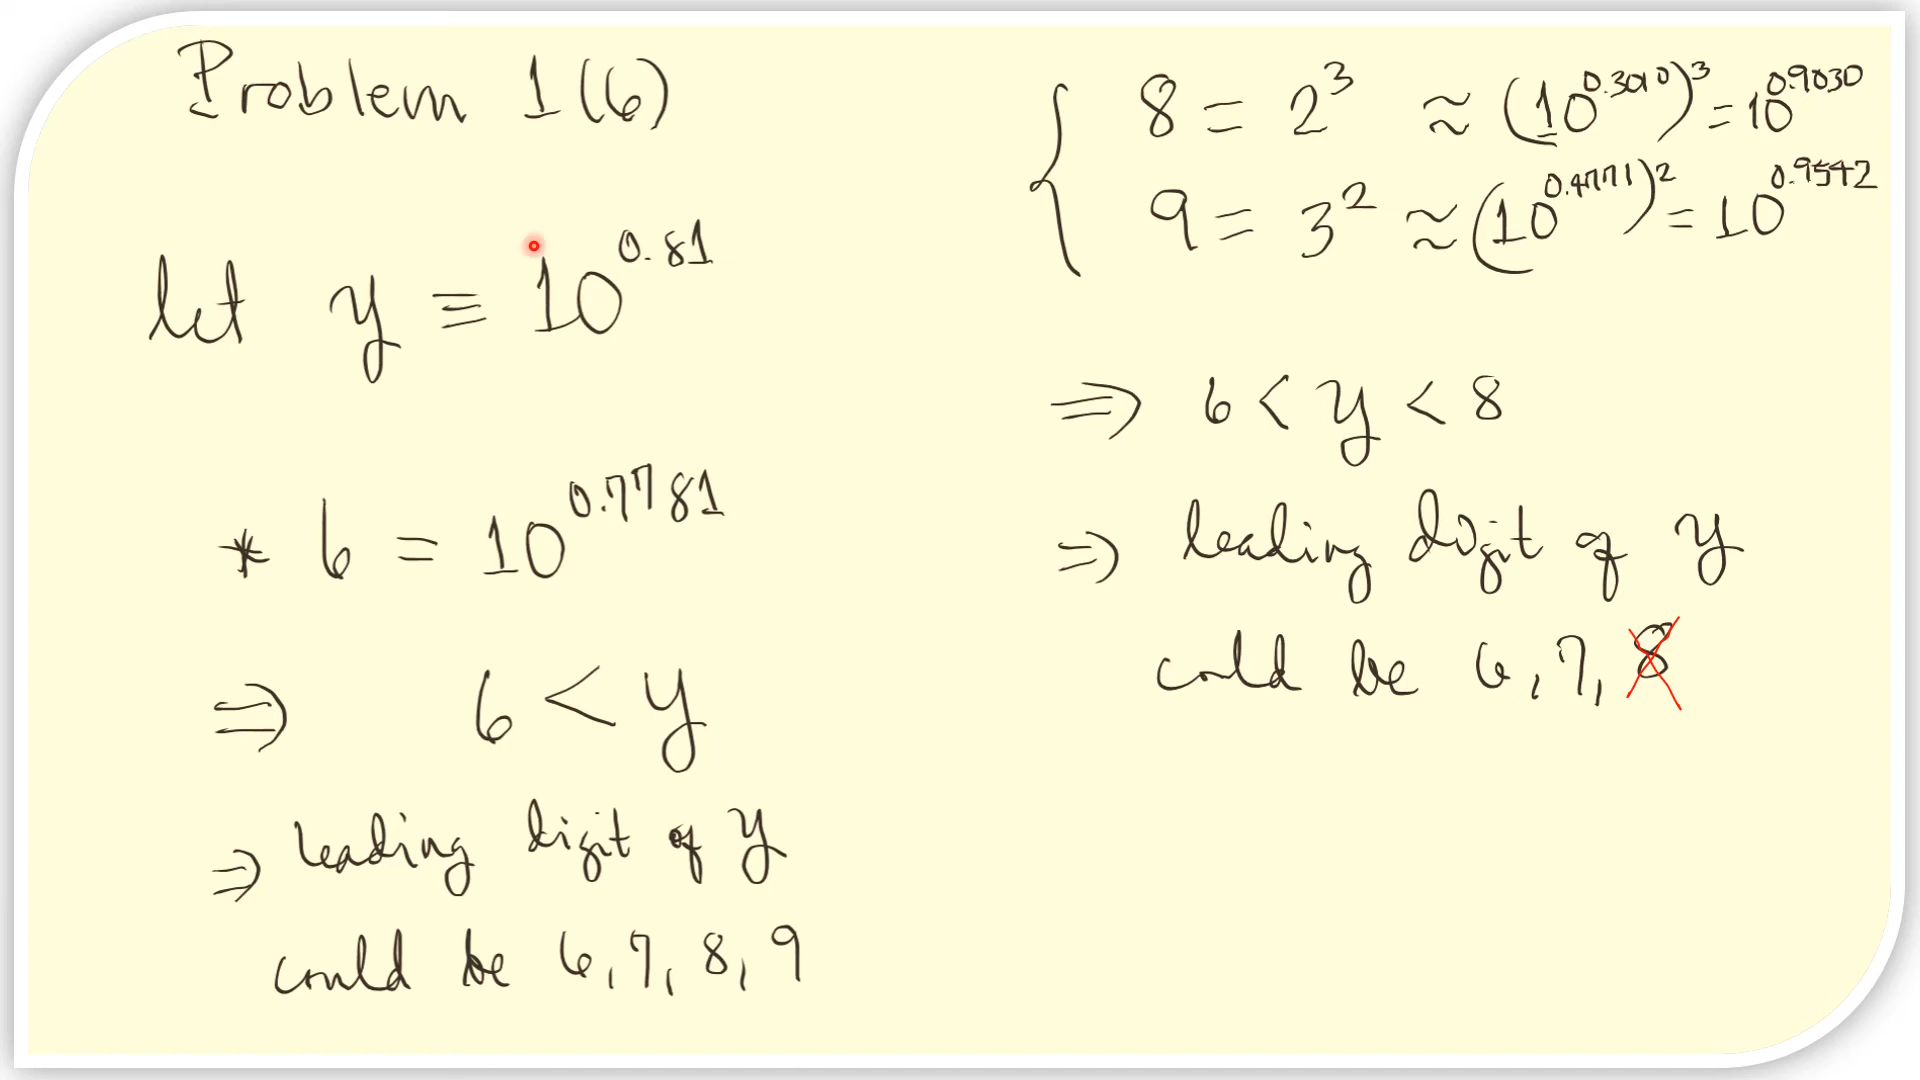 Problem 1(6)
let y ≡ 10^0.81
* 6 = 10^0.7781
⇒ 6 < y
⇒ leading digit of y
could be 6, 7, 8, 9
8 = 2^3 ≈ (10^0.3010)^3 = 10^0.9030
9 = 3^2 ≈ (10^0.4771)^2 = 10^0.9542
⇒ 6 < y < 8
⇒ leading digit of y
could be 6, 7, 8